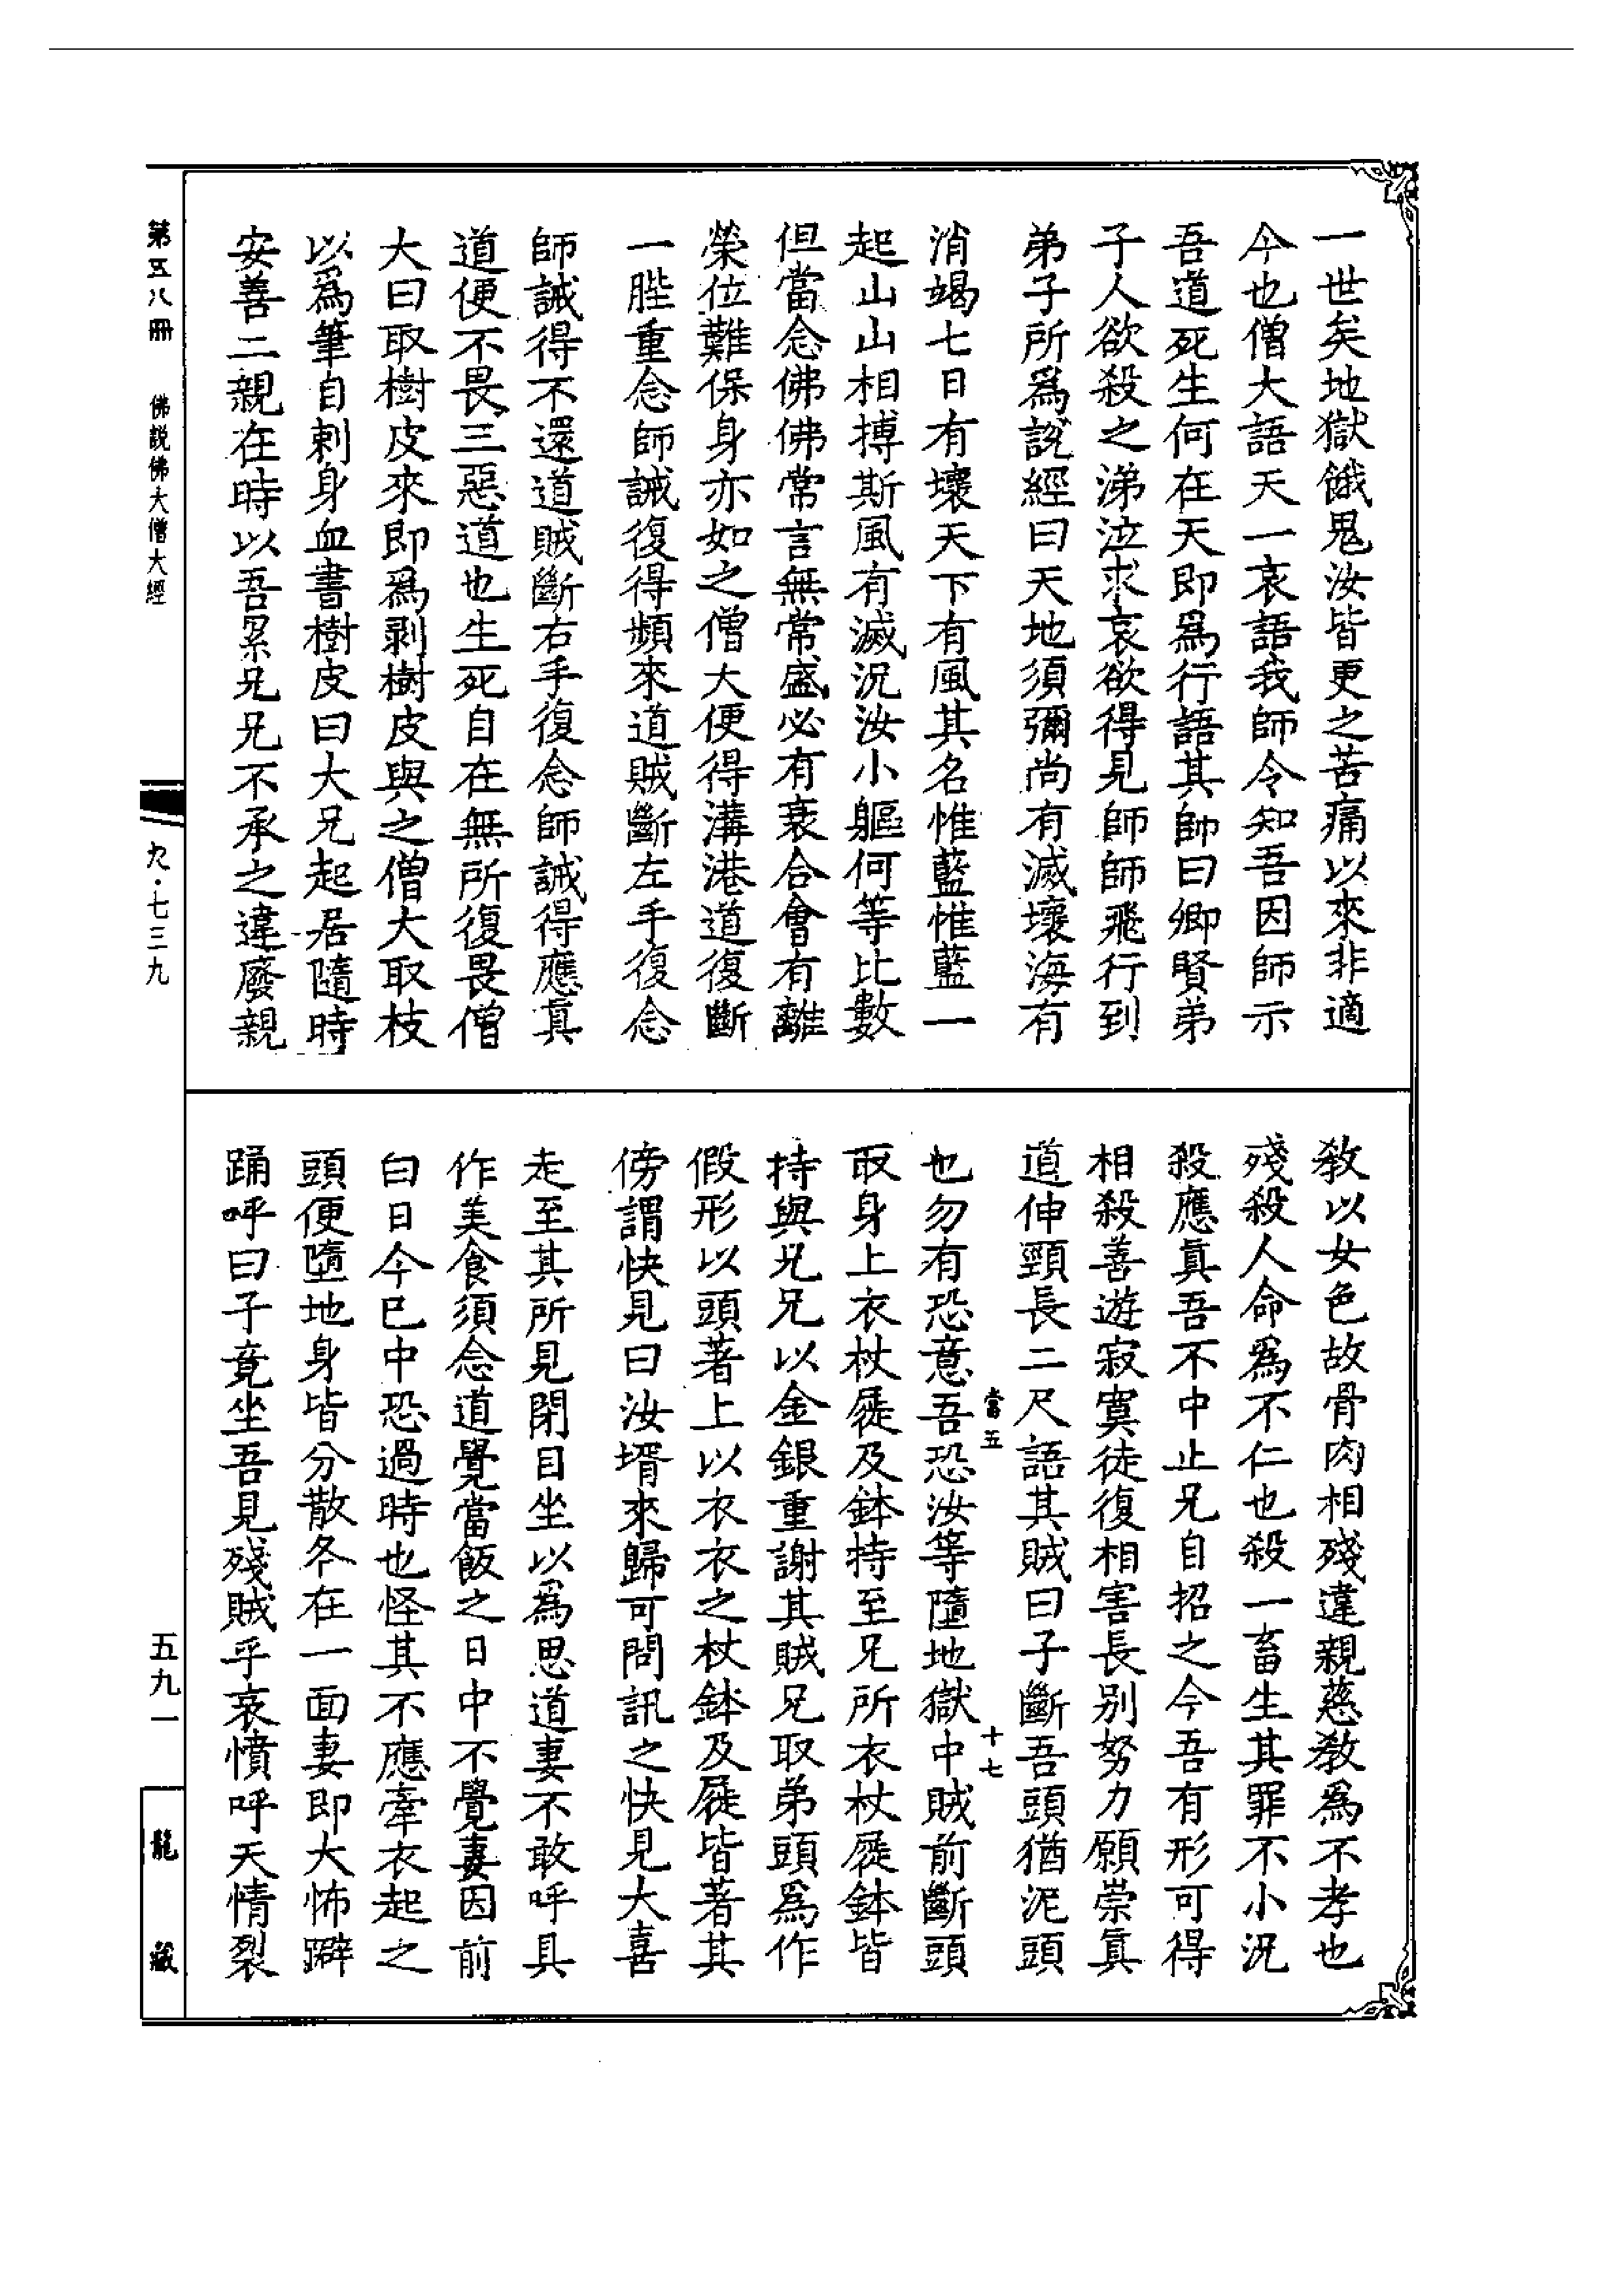 一世矣地獄餓鬼汝皆更之苦痛以來非適
今也僧大語天一哀語我師令知吾因師示
吾道死生何在天即爲行語其師曰卿賢弟
子人欲殺之涕泣求哀欲得見師師飛行到
弟子所爲說經曰天地須彌尚有滅壞海有
消竭七日有壞天下有風其名惟藍惟藍一
起山山相搏斯風有滅況汝小軀何等比數
但當念佛佛常言無常盛必有衰合會有離
榮位難保身亦如之僧大便得溝港道復斷
一䏶重念師誡復得頻來道賊斷左手復念
師誡得不還道賊斷右手復念師誡得應眞
道便不畏三惡道也生死自在無所復畏僧
大曰取樹皮來即爲剥樹皮與之僧大取枝
以爲筆自刺身血書樹皮曰大兄起居隨時
安善二親在時以吾累兄兄不承之違廢親
教以女色故骨肉相殘違親慈教爲不孝也
殘殺人命爲不仁也殺一畜生其罪不小況
殺應眞吾不中止兄自招之今吾有形可得
相殺善遊寂寞徒復相害長别努力願崇眞
道伸頸長二尺語其賊曰子斷吾頭猶泥頭
也勿有恐意吾恐汝等墮地獄中賊前斷頭
當五
十七
取身上衣杖屣及鉢持至兄所衣杖屣鉢皆
持與兄兄以金銀重謝其賊兄取弟頭爲作
假形以頭著上以衣衣之杖鉢及屣皆著其
傍謂快見曰汝壻來歸可問訊之快見大喜
走至其所見閉目坐以爲思道妻不敢呼具
作美食須念道覺當飯之日中不覺妻因前
白日今已中恐過時也怪其不應牽衣起之
頭便墮地身皆分散各在一面妻即大怖躃
踊呼曰子竟坐吾見殘賊乎哀憤呼天情裂
第五八冊
佛説佛大僧大經
九·七三九
五九一
龍藏